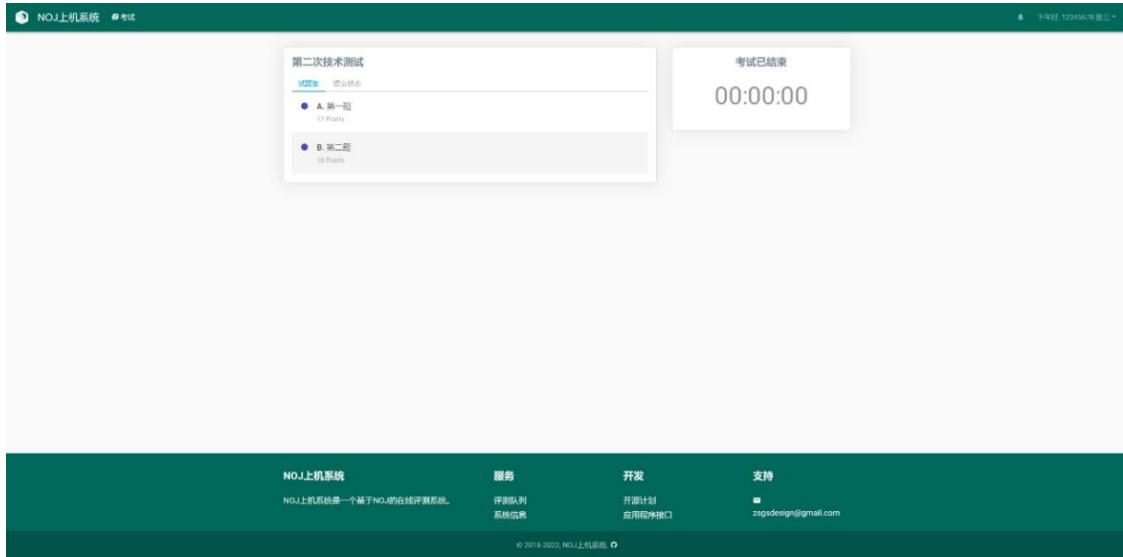 NOJ上机系统 考试
下午好, 12345678 张三
第二次技术测试
试题集 提交状态
A. 第一题
17 Points
B. 第二题
18 Points
考试已结束
00:00:00
NOJ上机系统
NOJ上机系统是一个基于NOJ的在线评测系统。
服务
评测队列
系统信息
开发
开源计划
应用程序接口
支持
zsgsdesign@gmail.com
© 2018-2022, NOJ上机系统.